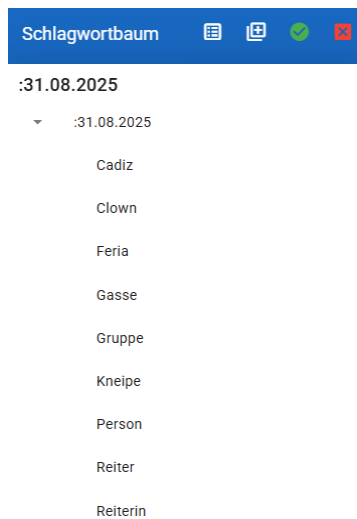 Schlagwortbaum
:31.08.2025
:31.08.2025
Cadiz
Clown
Feria
Gasse
Gruppe
Kneipe
Person
Reiter
Reiterin